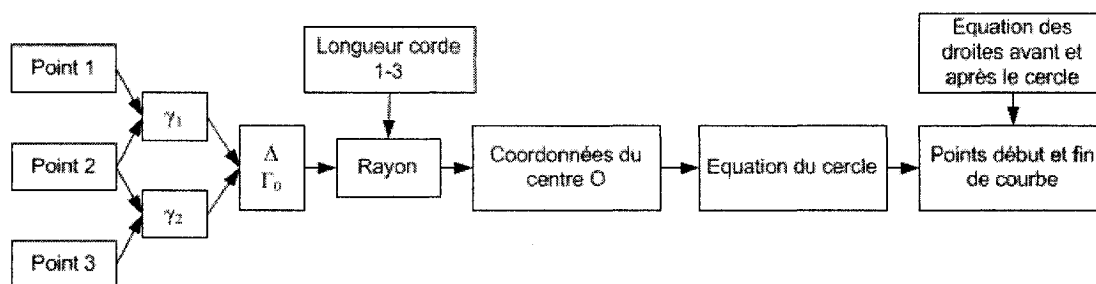 Point 1
Point 2
Point 3
γ₁
γ₂
Δ
Γ₀
Longueur corde
1-3
Rayon
Coordonnées du
centre O
Equation du cercle
Equation des
droites avant et
après le cercle
Points début et fin
de courbe